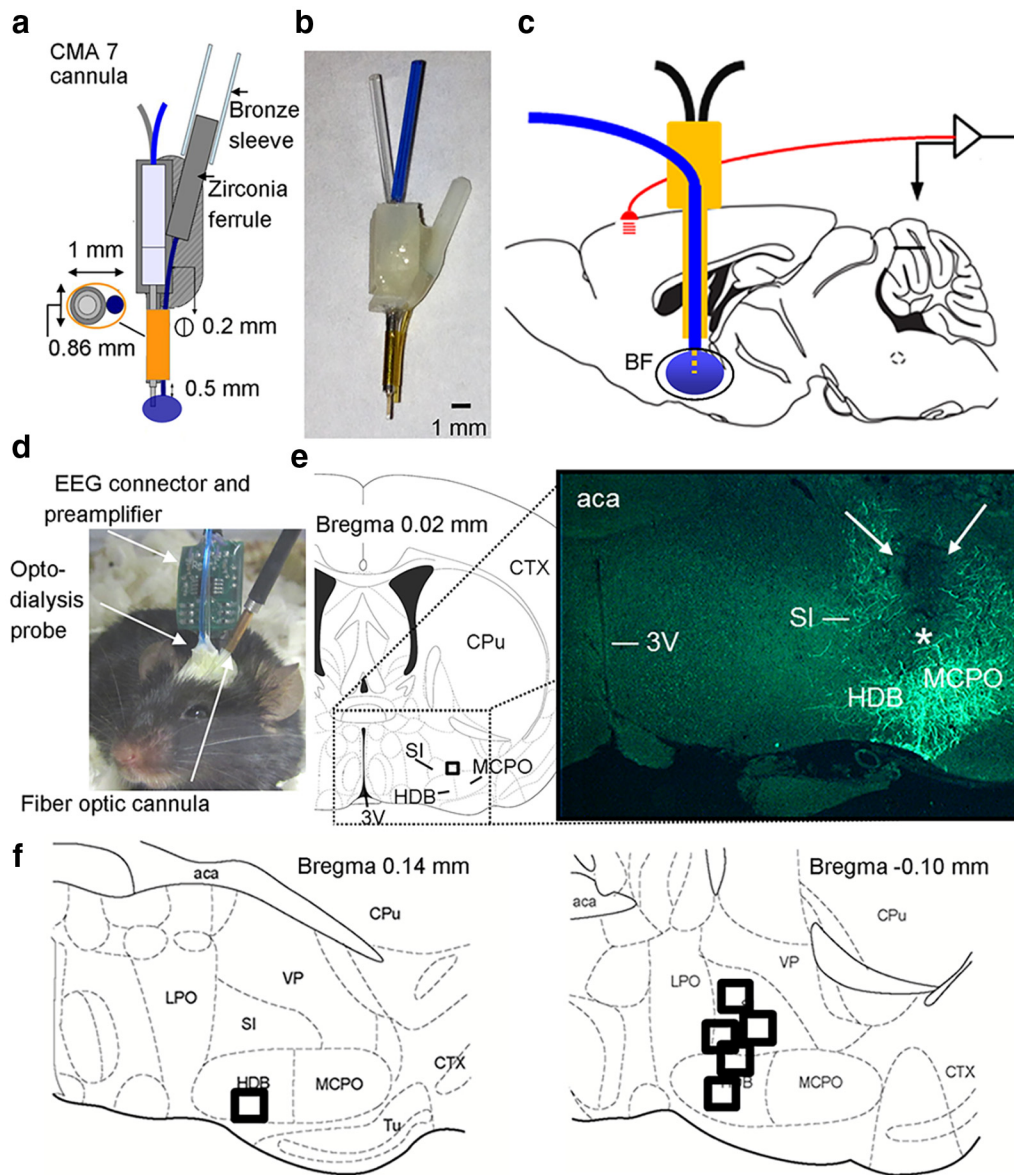 a
CMA 7
cannula
Bronze
sleeve
Zirconia
ferrule
1 mm
0.86 mm
0.2 mm
0.5 mm
b
1 mm
c
BF
d
EEG connector and
preamplifier
Opto-
dialysis
probe
Fiber optic cannula
e
Bregma 0.02 mm
CTX
CPu
SI
MCPO
HDB
3V
aca
SI
3V
HDB
MCPO
*
f
Bregma 0.14 mm
aca
CPu
VP
LPO
SI
CTX
HDB
MCPO
Tu
Bregma -0.10 mm
aca
CPu
VP
LPO
MCPO
CTX